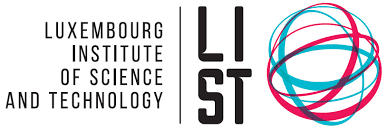 LUXEMBOURG
INSTITUTE
OF SCIENCE
AND TECHNOLOGY
LI
ST